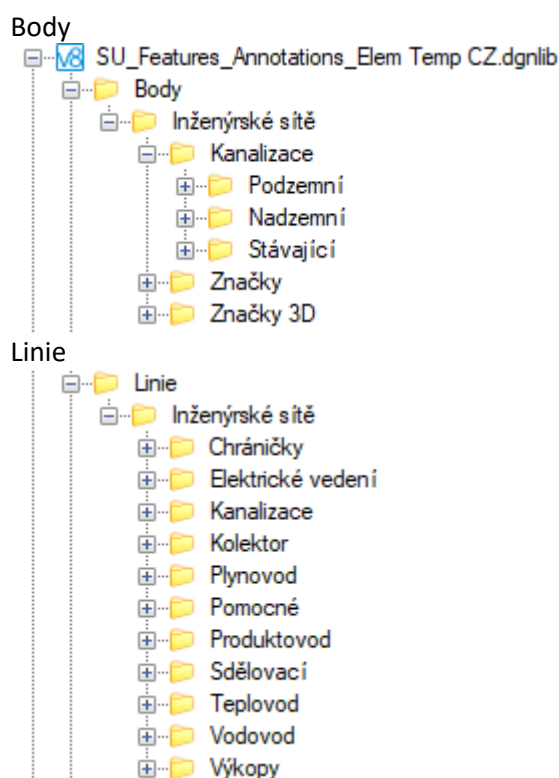 Body
V8 SU_Features_Annotations_Elem Temp CZ.dgnlib
Body
Inženýrské sítě
Kanalizace
Podzemní
Nadzemní
Stávající
Značky
Značky 3D
Linie
Linie
Inženýrské sítě
Chráničky
Elektrické vedení
Kanalizace
Kolektor
Plynovod
Pomocné
Produktovod
Sdělovací
Teplovod
Vodovod
Výkopy